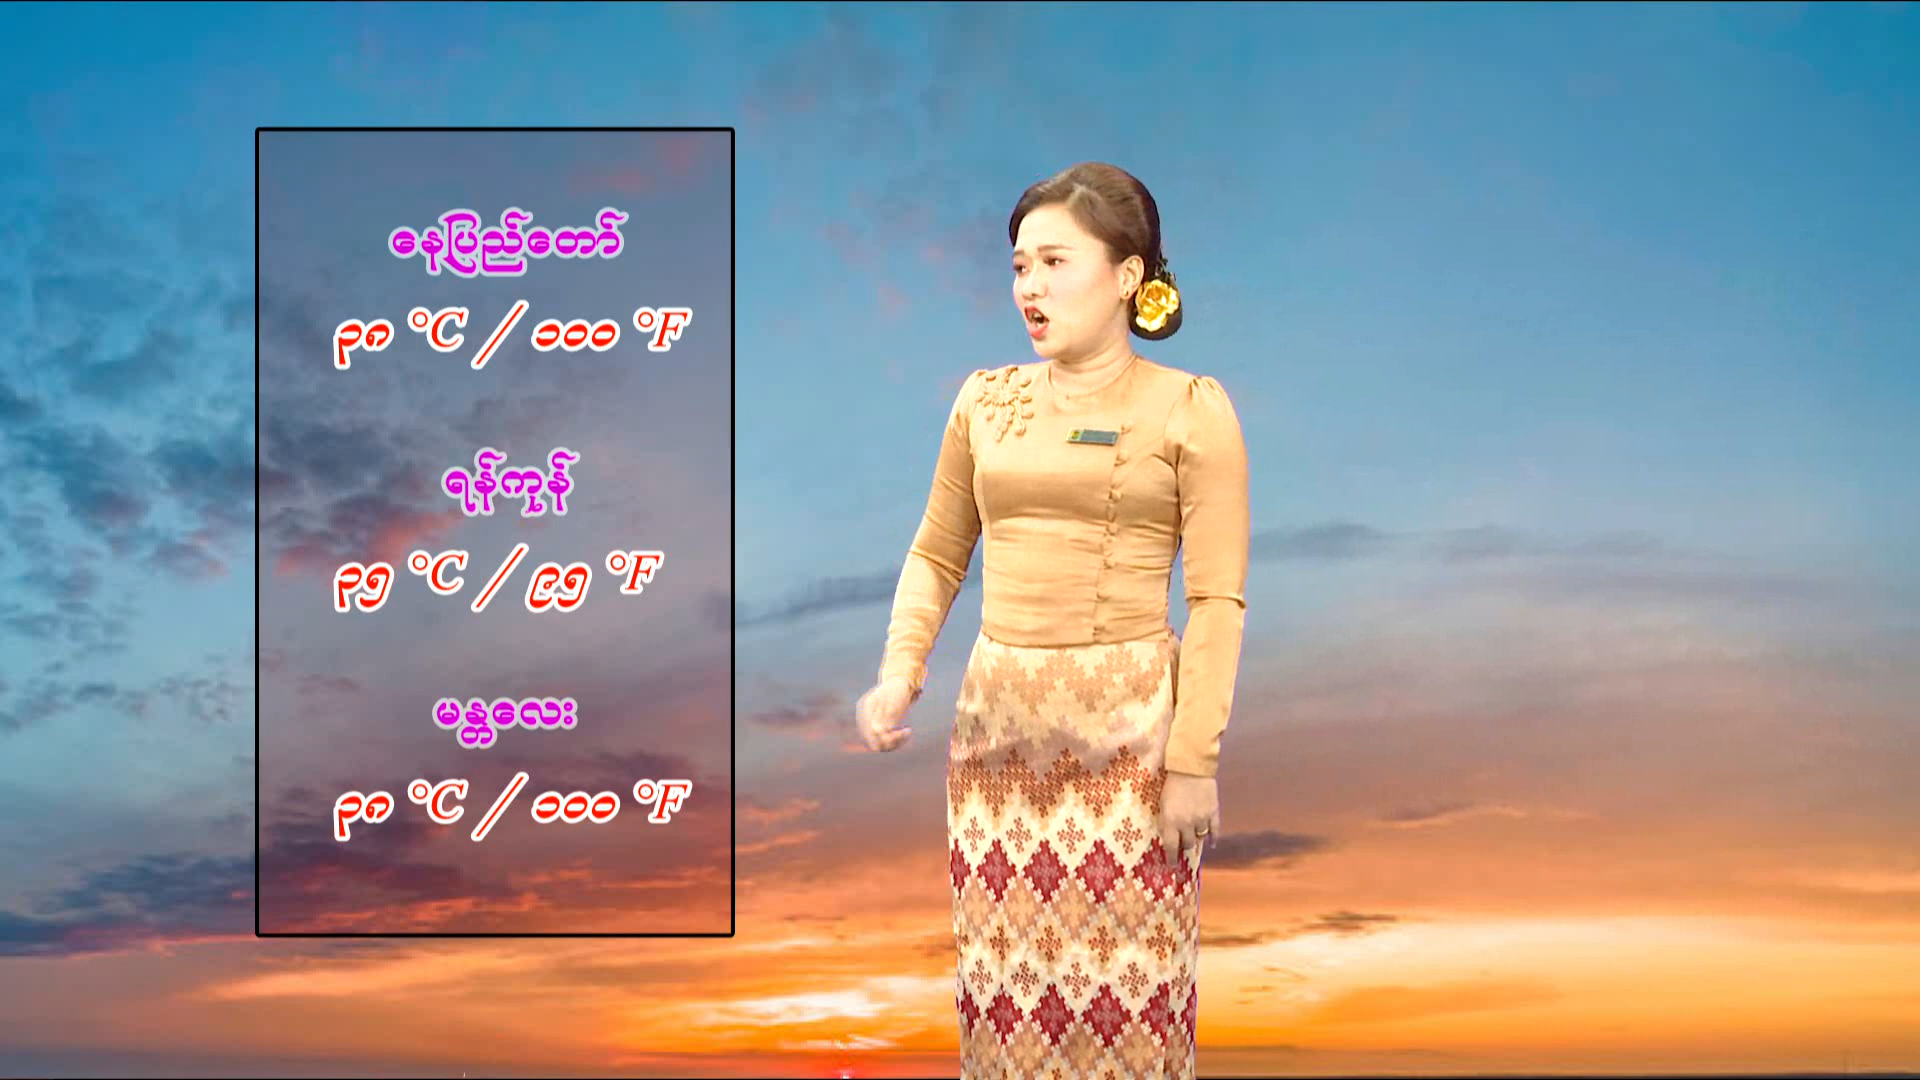 နေပြည်တော်
၃၈ °C / ၁၀၀ °F
ရန်ကုန်
၃၅ °C / ၉၅ °F
မန္တလေး
၃၈ °C / ၁၀၀ °F